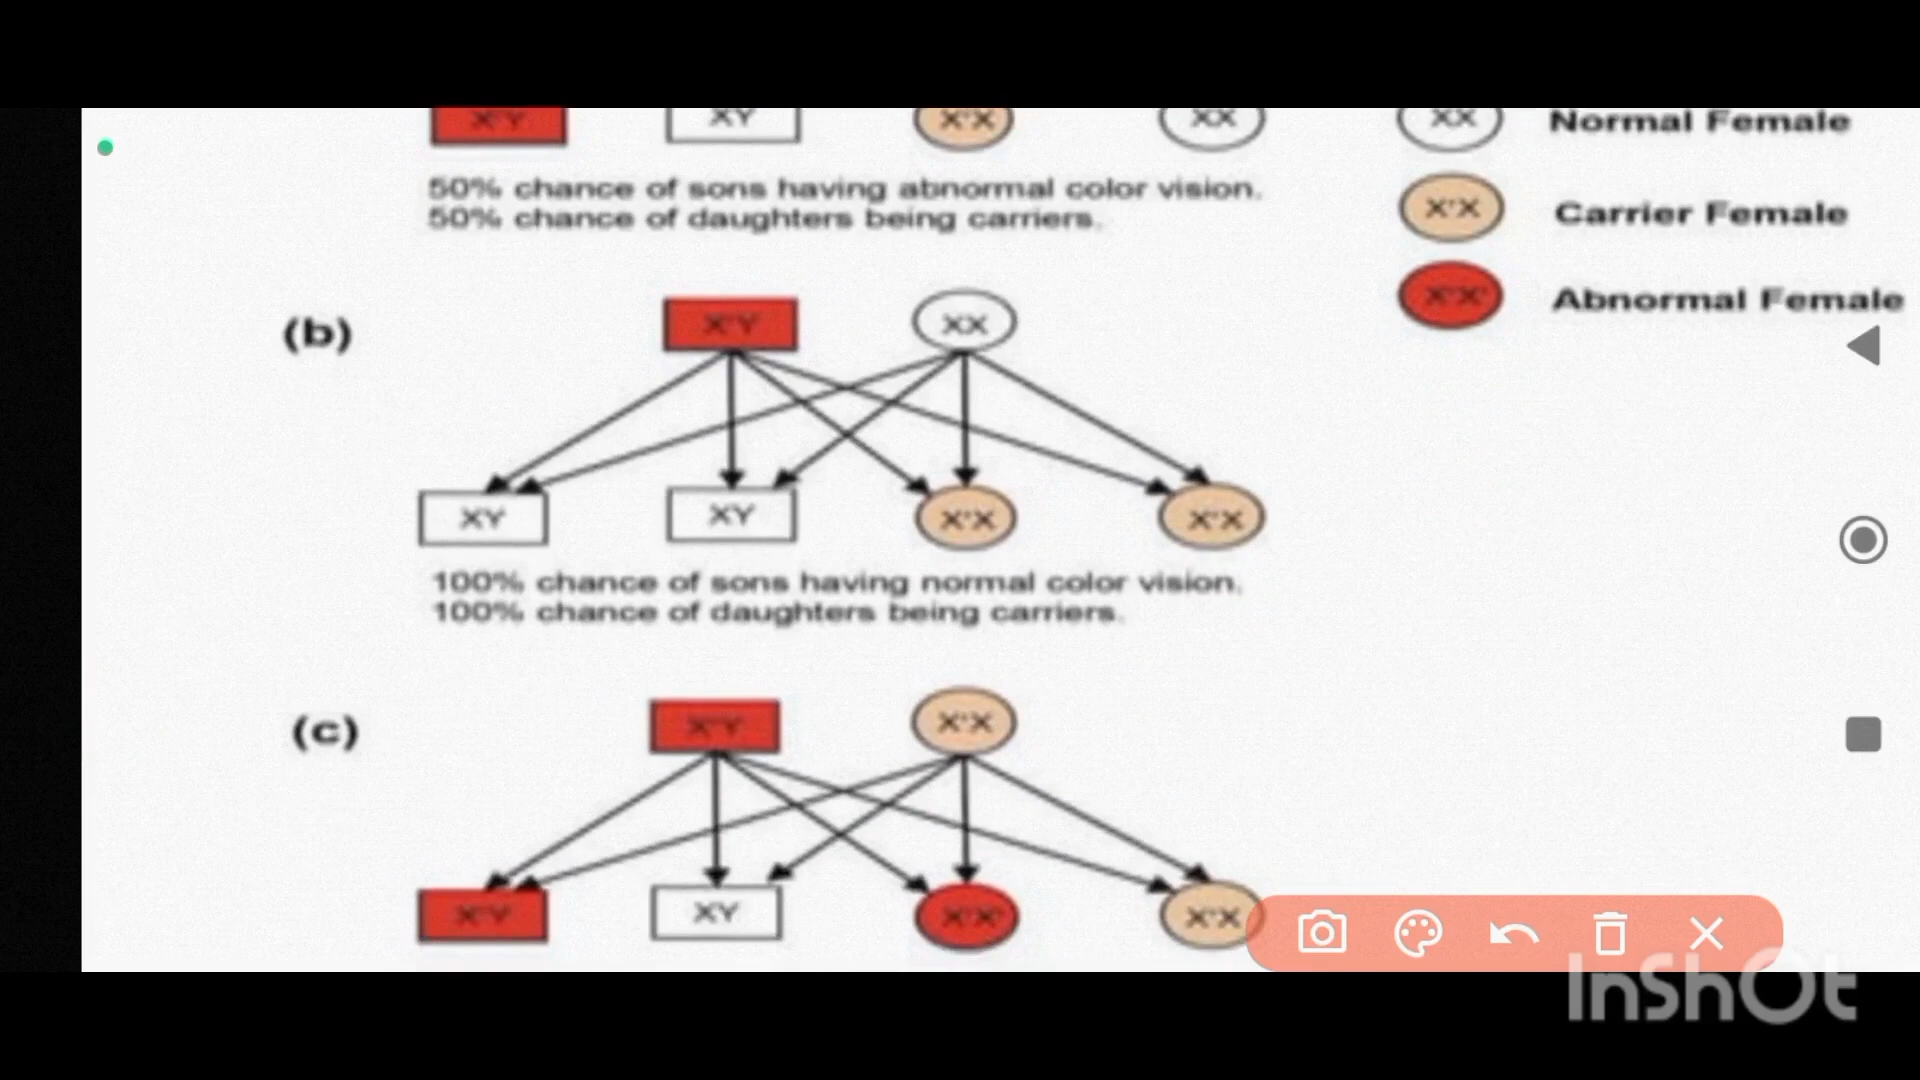 X'Y XY X'X XX XX Normal Female
50% chance of sons having abnormal color vision.
50% chance of daughters being carriers.
X'X Carrier Female
X'X' Abnormal Female
(b) X'Y XX
XY XY X'X X'X
100% chance of sons having normal color vision.
100% chance of daughters being carriers.
(c) X'Y X'X
X'Y XY X'X' X'X
InShOt